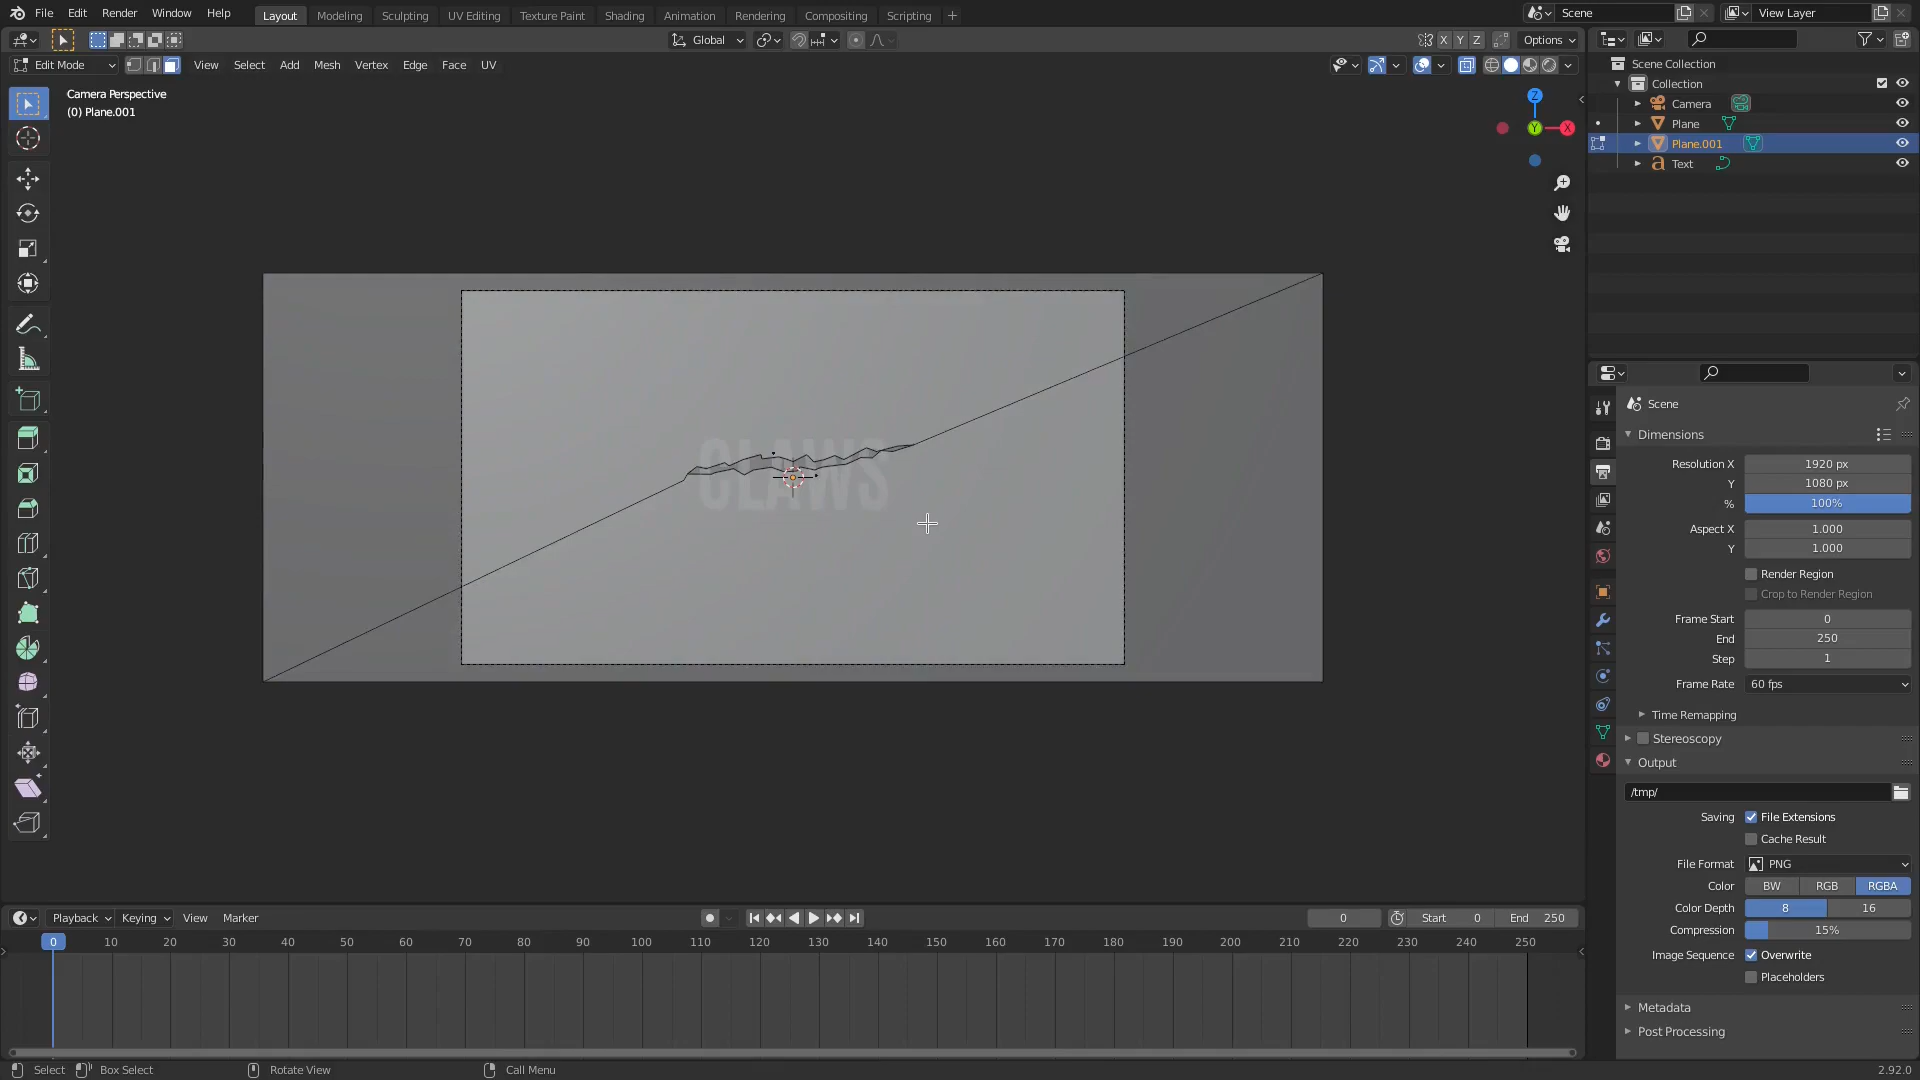 File Edit Render Window Help Layout Modeling Sculpting UV Editing Texture Paint Shading Animation Rendering Compositing Scripting + Scene View Layer
Global X Y Z Options
Edit Mode View Select Add Mesh Vertex Edge Face UV
Camera Perspective
(0) Plane.001
Z
Y X
CLAWS
Scene Collection
Collection
Camera
Plane
Plane.001
Text
Scene
Dimensions
Resolution X 1920 px
Y 1080 px
% 100%
Aspect X 1.000
Y 1.000
Render Region
Crop to Render Region
Frame Start 0
End 250
Step 1
Frame Rate 60 fps
Time Remapping
Stereoscopy
Output
/tmp/
Saving File Extensions
Cache Result
File Format PNG
Color BW RGB RGBA
Color Depth 8 16
Compression 15%
Image Sequence Overwrite
Placeholders
Metadata
Post Processing
Playback Keying View Marker 0 Start 0 End 250
0 10 20 30 40 50 60 70 80 90 100 110 120 130 140 150 160 170 180 190 200 210 220 230 240 250
Select Box Select Rotate View Call Menu 2.92.0